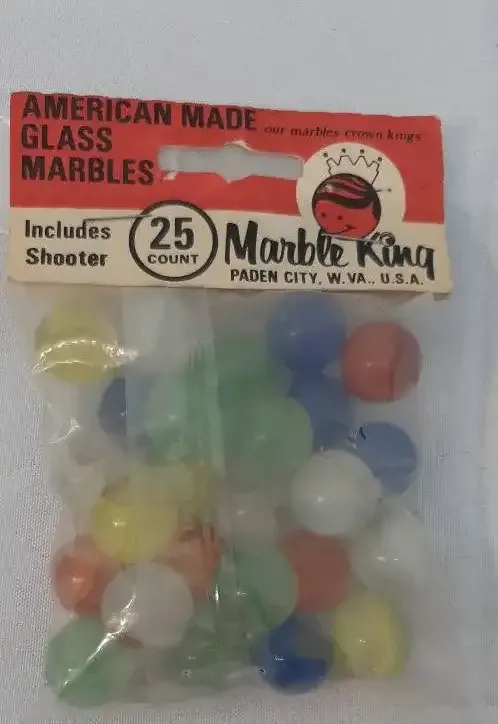 AMERICAN MADE
GLASS
MARBLES
our marbles crown kings
Includes
Shooter
25
COUNT
Marble King
PADEN CITY, W.VA., U.S.A.